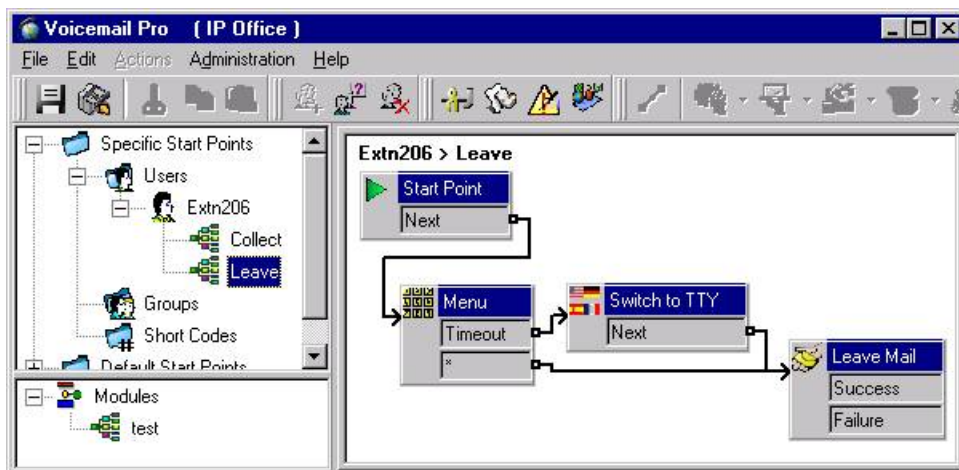 Voicemail Pro ( IP Office )
File Edit Actions Administration Help
Specific Start Points
Users
Extn206
Collect
Leave
Groups
Short Codes
Default Start Points
Modules
test
Extn206 > Leave
Start Point
Next
Menu
Timeout
*
Switch to TTY
Next
Leave Mail
Success
Failure